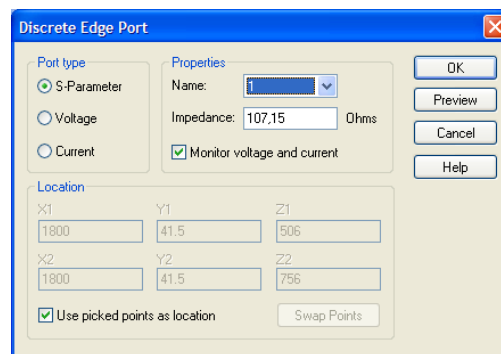 Discrete Edge Port
Port type
S-Parameter
Voltage
Current
Properties
Name: 1
Impedance: 107,15 Ohms
Monitor voltage and current
OK
Preview
Cancel
Help
Location
X1 Y1 Z1
1800 41.5 506
X2 Y2 Z2
1800 41.5 756
Use picked points as location
Swap Points